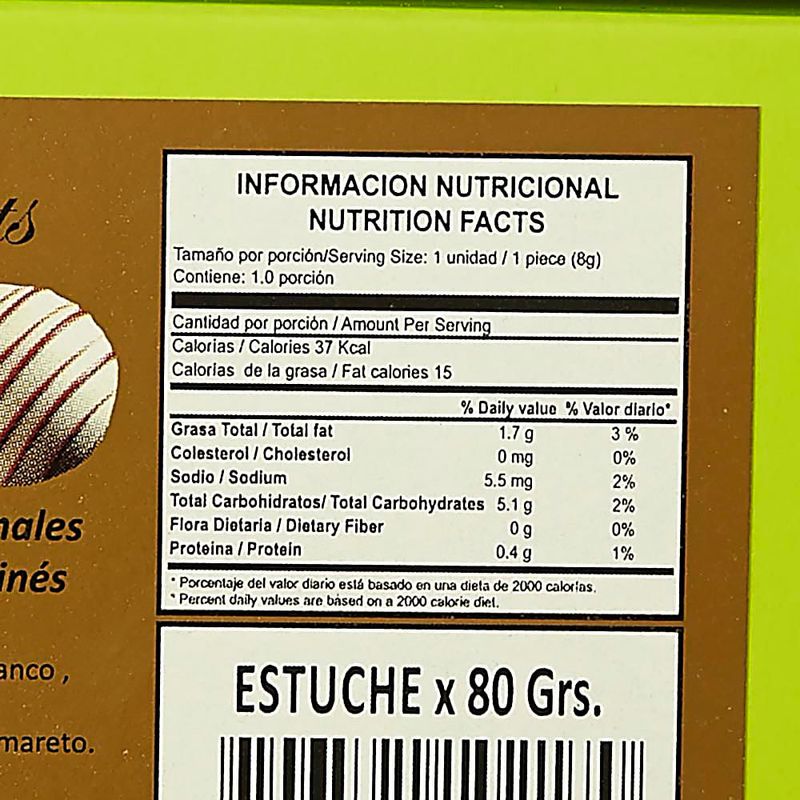 ts
INFORMACION NUTRICIONAL
NUTRITION FACTS
Tamaño por porción/Serving Size: 1 unidad / 1 piece (8g)
Contiene: 1.0 porción
Cantidad por porción / Amount Per Serving
Calorias / Calories 37 Kcal
Calorias de la grasa / Fat calories 15
% Daily value % Valor diario*
Grasa Total / Total fat 1.7 g 3 %
Colesterol / Cholesterol 0 mg 0%
Sodio / Sodium 5.5 mg 2%
Total Carbohidratos/ Total Carbohydrates 5.1 g 2%
Flora Dietaria / Dietary Fiber 0 g 0%
Proteina / Protein 0.4 g 1%
* Porcentaje del valor diario está basado en una dieta de 2000 calorías.
* Percent daily values are based on a 2000 calorie diet.
nales
inés
anco ,
mareto.
ESTUCHE x 80 Grs.